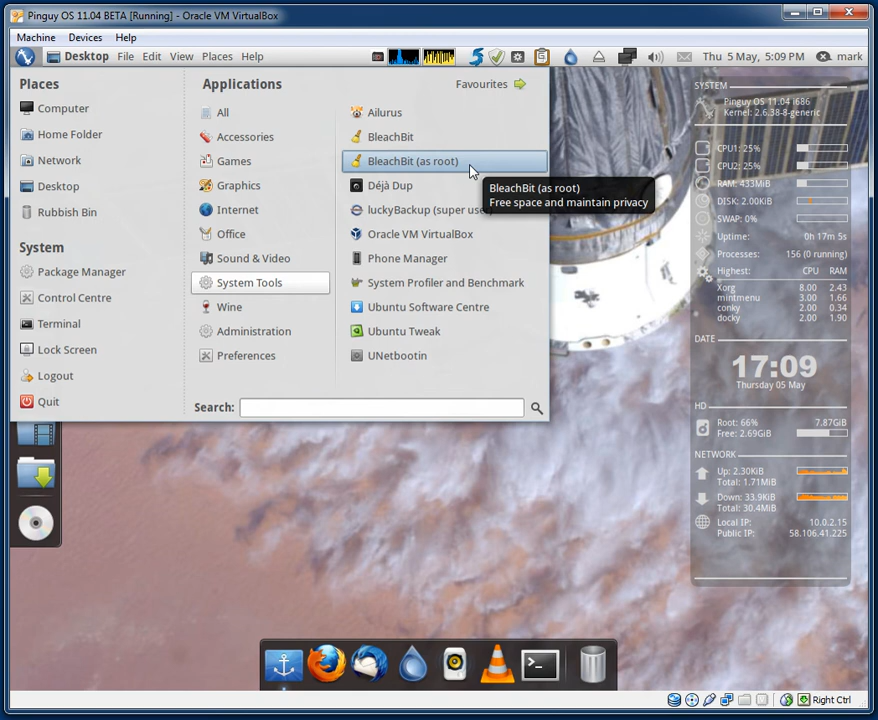 Pinguy OS 11.04 BETA [Running] - Oracle VM VirtualBox
Machine Devices Help
Desktop File Edit View Places Help Thu 5 May, 5:09 PM mark
Places
Computer
Home Folder
Network
Desktop
Rubbish Bin
System
Package Manager
Control Centre
Terminal
Lock Screen
Logout
Quit
Applications
Favourites
All
Accessories
Games
Graphics
Internet
Office
Sound & Video
System Tools
Wine
Administration
Preferences
Ailurus
BleachBit
BleachBit (as root)
Déjà Dup
luckyBackup (super user)
Oracle VM VirtualBox
Phone Manager
System Profiler and Benchmark
Ubuntu Software Centre
Ubuntu Tweak
UNetbootin
Search:
BleachBit (as root)
Free space and maintain privacy
SYSTEM
Pinguy OS 11.04 i686
Kernel: 2.6.38-8-generic
CPU1: 25%
CPU2: 25%
RAM: 433MiB
DISK: 2.00KiB
SWAP: 0%
Uptime: 0h 17m 5s
Processes: 156 (0 running)
Highest: CPU RAM
Xorg 8.00 2.43
mintmenu 3.00 1.66
conky 2.00 0.34
docky 2.00 1.90
DATE
17:09
Thursday 05 May
HD
Root: 66% 7.87GiB
Free: 2.69GiB
NETWORK
Up: 2.30KiB
Total: 1.71MiB
Down: 33.9KiB
Total: 30.4MiB
Local IP: 10.0.2.15
Public IP: 58.106.41.225
Right Ctrl